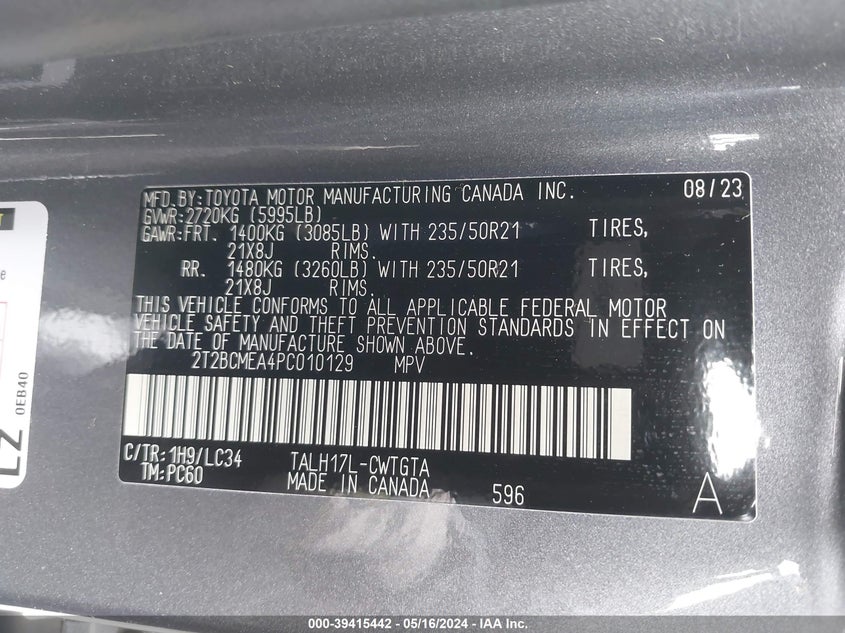 MFD.BY:TOYOTA MOTOR MANUFACTURING CANADA INC. 08/23
GVWR:2720KG (5995LB)
GAWR:FRT. 1400KG (3085LB) WITH 235/50R21 TIRES,
21X8J RIMS.
RR. 1480KG (3260LB) WITH 235/50R21 TIRES,
21X8J RIMS.
THIS VEHICLE CONFORMS TO ALL APPLICABLE FEDERAL MOTOR
VEHICLE SAFETY AND THEFT PREVENTION STANDARDS IN EFFECT ON
THE DATE OF MANUFACTURE SHOWN ABOVE.
2T2BCMEA4PC010129 MPV
C/TR:1H9/LC34 TALH17L-CWTGTA
TM:PC60 MADE IN CANADA 596 A
0EB40
000-39415442 - 05/16/2024 - IAA Inc.